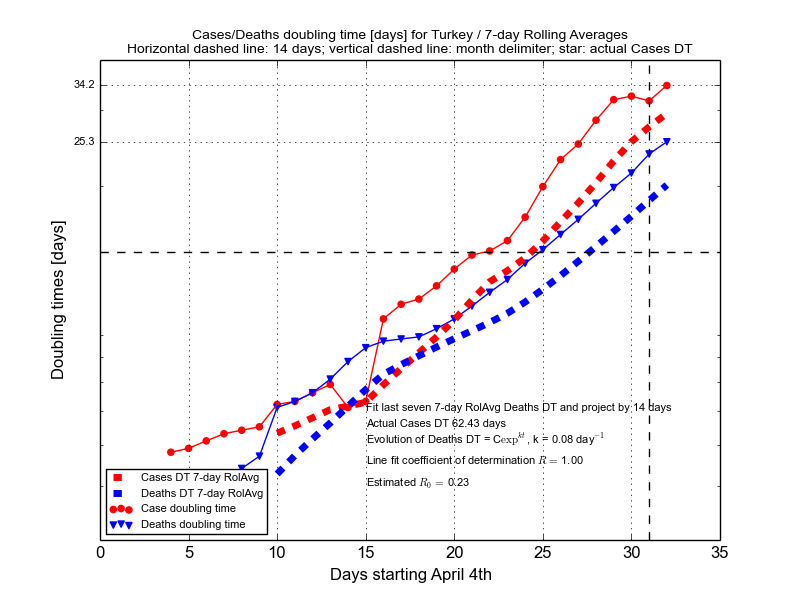 Cases/Deaths doubling time [days] for Turkey / 7-day Rolling Averages
Horizontal dashed line: 14 days; vertical dashed line: month delimiter; star: actual Cases DT
34.2
25.3
Doubling times [days]
Fit last seven 7-day RolAvg Deaths DT and project by 14 days
Actual Cases DT 62.43 days
Evolution of Deaths DT = C exp^{kt}, k = 0.08 day^{-1}
Line fit coefficient of determination R = 1.00
Estimated R_0 = 0.23
Cases DT 7-day RolAvg
Deaths DT 7-day RolAvg
Case doubling time
Deaths doubling time
0 5 10 15 20 25 30 35
Days starting April 4th